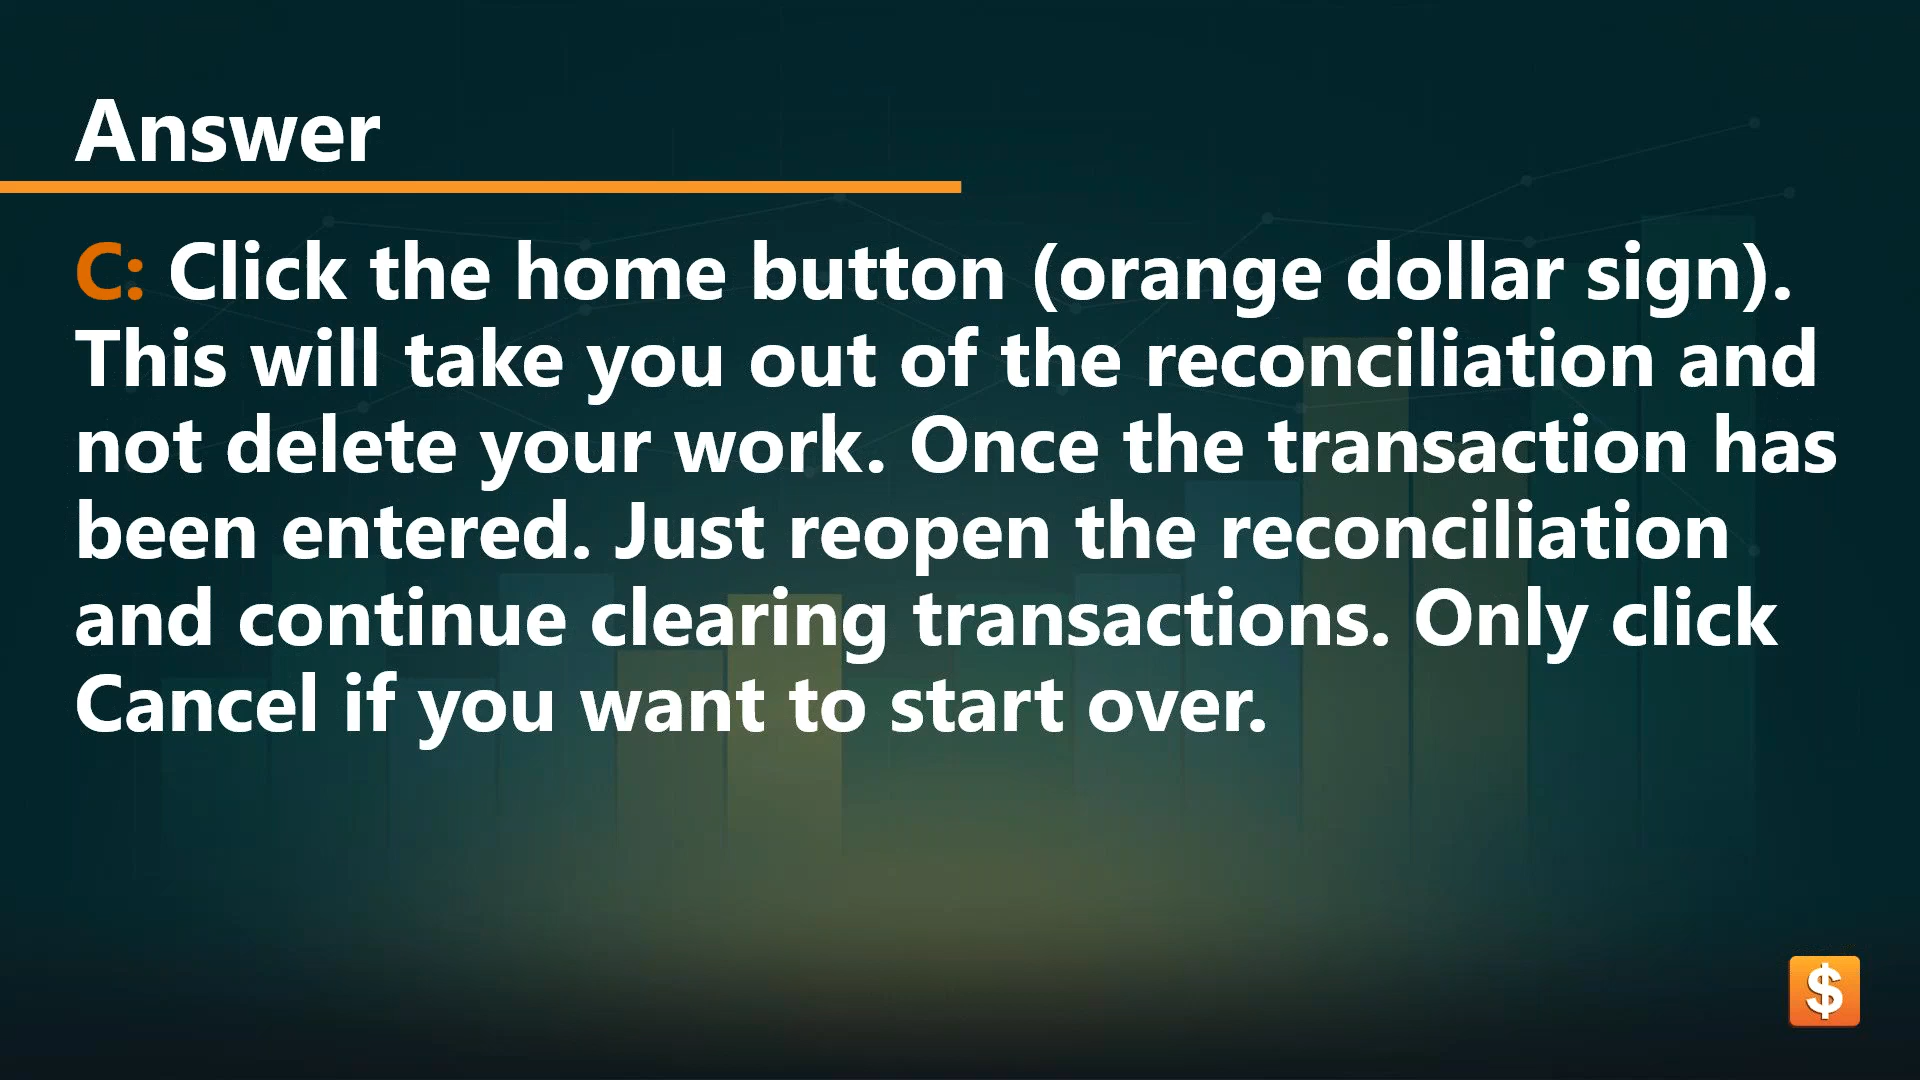 Answer
C: Click the home button (orange dollar sign).
This will take you out of the reconciliation and
not delete your work. Once the transaction has
been entered. Just reopen the reconciliation
and continue clearing transactions. Only click
Cancel if you want to start over.
$